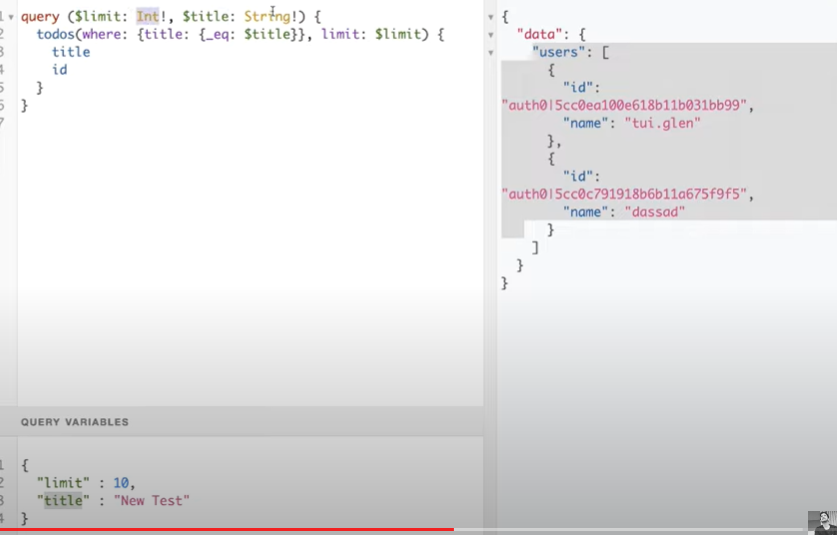 1 query ($limit: Int!, $title: String!) {
2 todos(where: {title: {_eq: $title}}, limit: $limit) {
3 title
4 id
5 }
6 }
7
QUERY VARIABLES
1 {
2 "limit" : 10,
3 "title" : "New Test"
4 }
{
"data": {
"users": [
{
"id":
"auth0|5cc0ea100e618b11b031bb99",
"name": "tui.glen"
},
{
"id":
"auth0|5cc0c791918b6b11a675f9f5",
"name": "dassad"
}
]
}
}